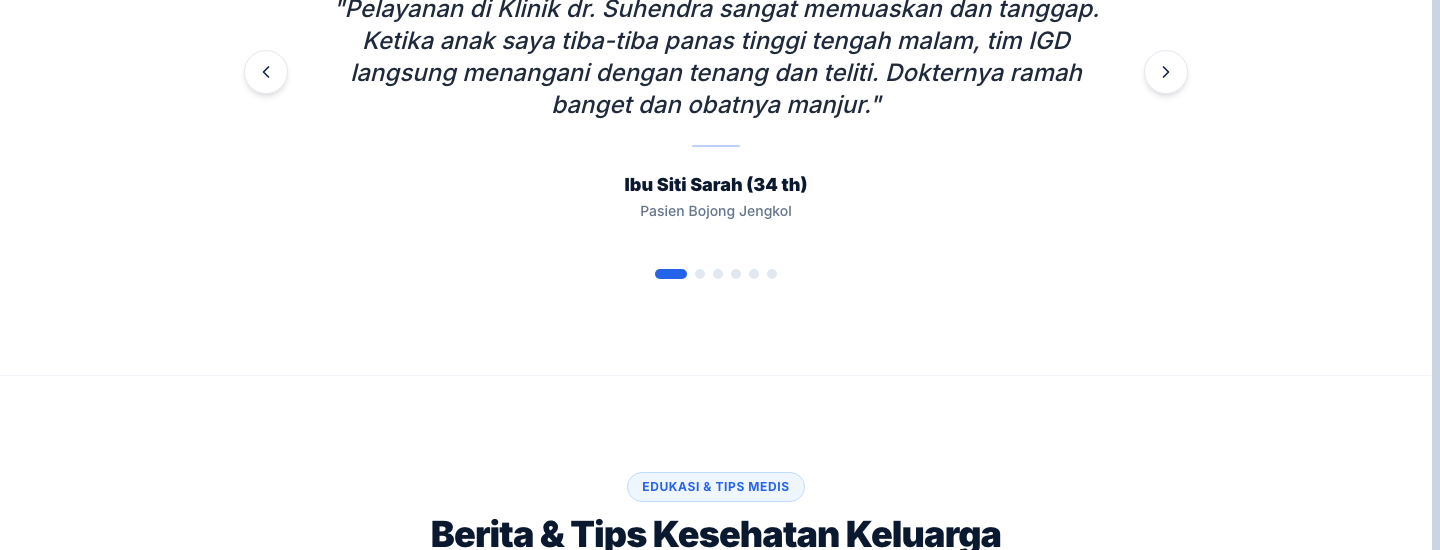 "Pelayanan di Klinik dr. Suhendra sangat memuaskan dan tanggap.
Ketika anak saya tiba-tiba panas tinggi tengah malam, tim IGD
langsung menangani dengan tenang dan teliti. Dokternya ramah
banget dan obatnya manjur."
Ibu Siti Sarah (34 th)
Pasien Bojong Jengkol
EDUKASI & TIPS MEDIS
Berita & Tips Kesehatan Keluarga